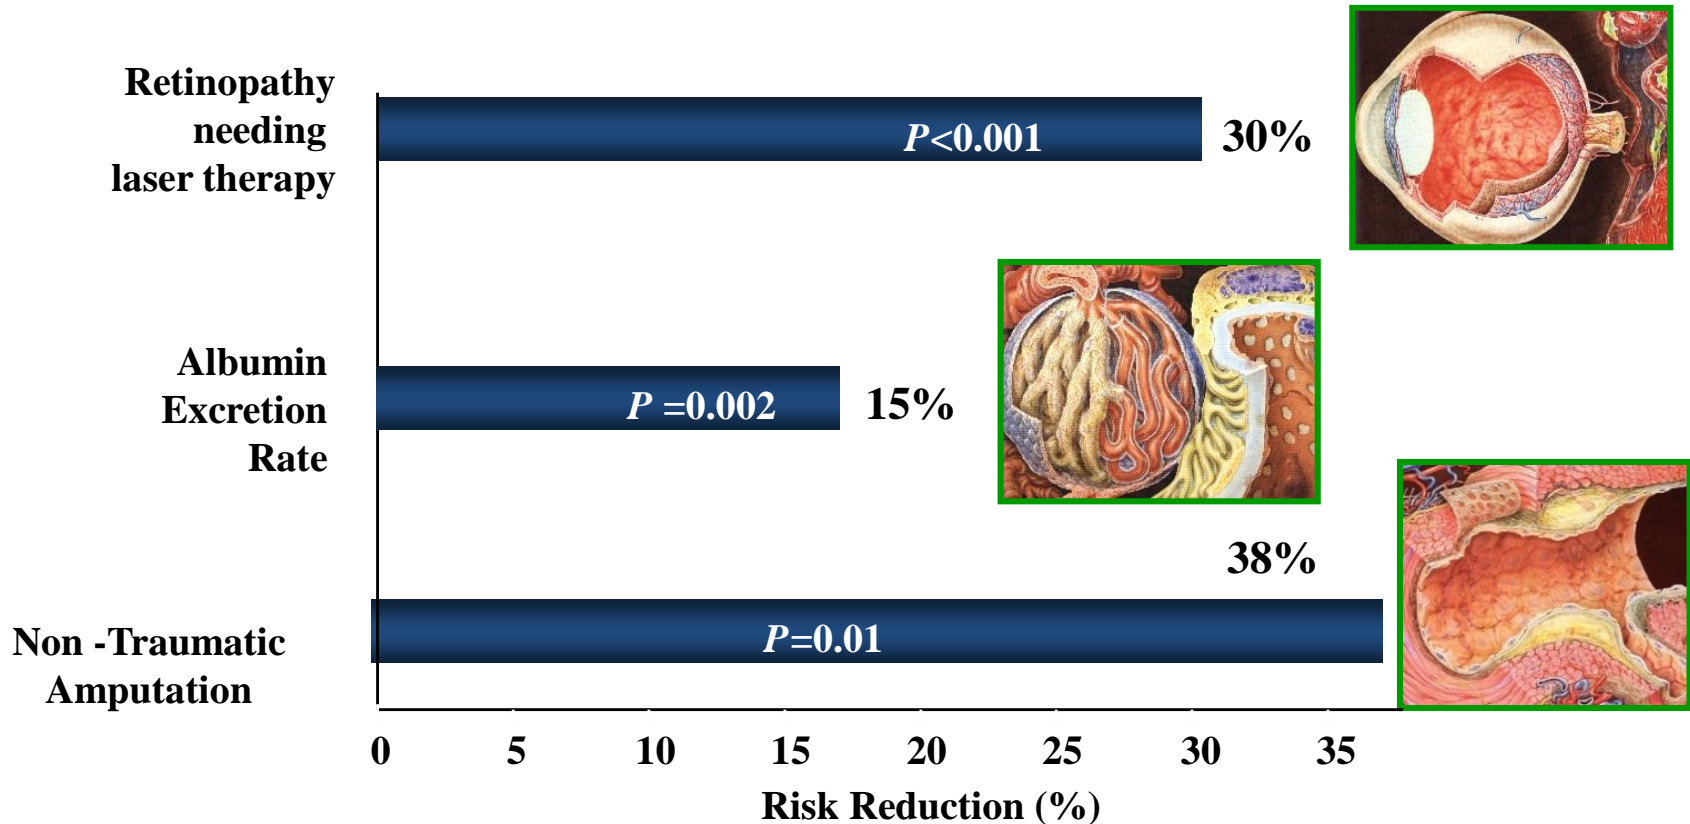 Retinopathy
needing
laser therapy
P<0.001
30%
Albumin
Excretion
Rate
P =0.002
15%
38%
Non -Traumatic
Amputation
P=0.01
0 5 10 15 20 25 30 35
Risk Reduction (%)